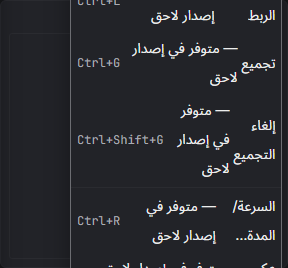 الربط
إصدار لاحق
Ctrl+L
تجميع
— متوفر في إصدار
لاحق
Ctrl+G
إلغاء
التجميع
— متوفر
في إصدار
لاحق
Ctrl+Shift+G
السرعة/
المدة...
— متوفر في
إصدار لاحق
Ctrl+R